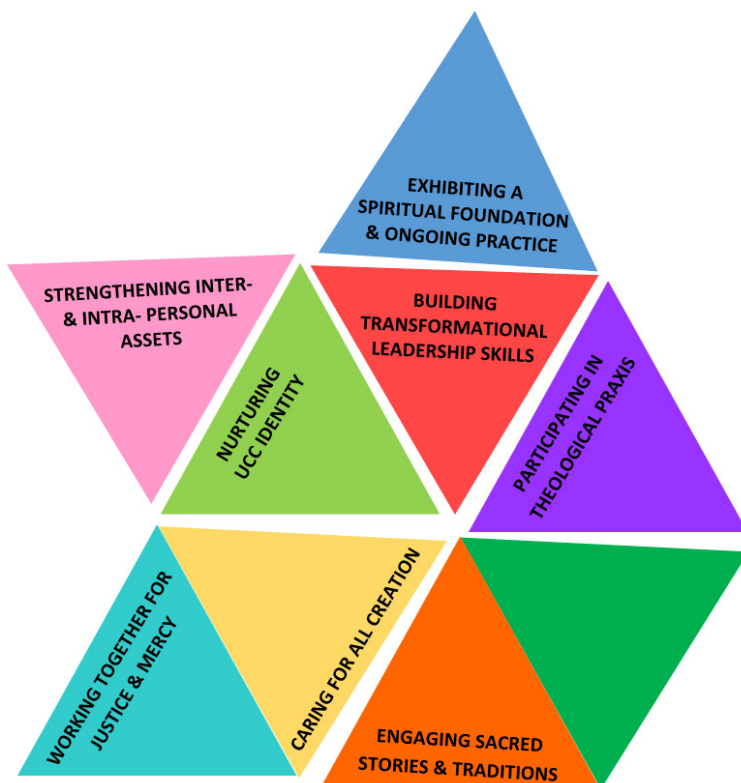 EXHIBITING A
SPIRITUAL FOUNDATION
& ONGOING PRACTICE
STRENGTHENING INTER-
& INTRA- PERSONAL
ASSETS
BUILDING
TRANSFORMATIONAL
LEADERSHIP SKILLS
NURTURING
UCC IDENTITY
PARTICIPATING IN
THEOLOGICAL PRAXIS
WORKING TOGETHER FOR
JUSTICE & MERCY
CARING FOR ALL CREATION
ENGAGING SACRED
STORIES & TRADITIONS